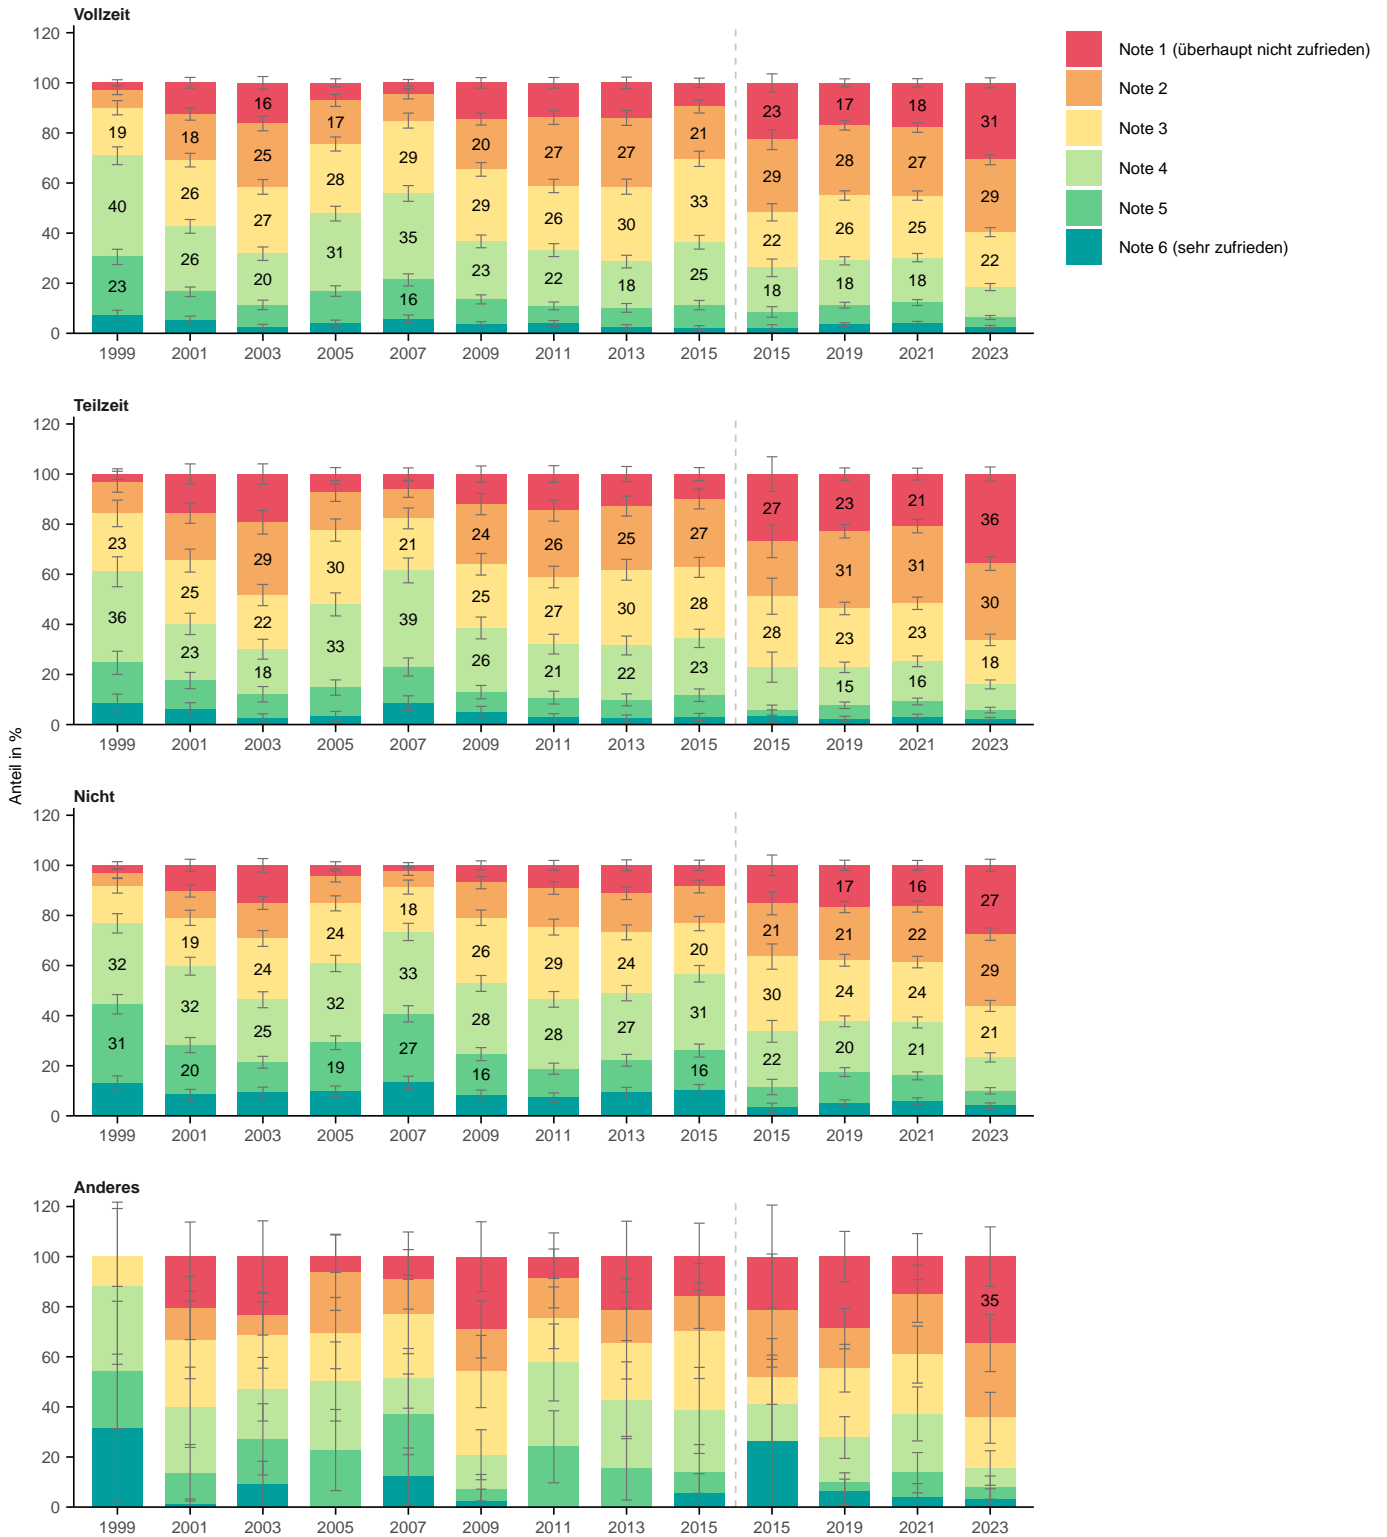 Vollzeit
120
100
80
60
40
20
0
19 40 23
18 26 26
16 25 27 20
17 28 31
29 35 16
20 29 23
27 26 22
27 30 18
21 33 25
23 29 22 18
17 28 26 18
18 27 25 18
31 29 22
1999 2001 2003 2005 2007 2009 2011 2013 2015 2015 2019 2021 2023
Note 1 (überhaupt nicht zufrieden)
Note 2
Note 3
Note 4
Note 5
Note 6 (sehr zufrieden)
Anteil in %
Teilzeit
120
100
80
60
40
20
0
23 36
25 23
29 22 18
30 33
21 39
24 25 26
26 27 21
25 30 22
27 28 23
27 28
23 31 23 15
21 31 23 16
36 30 18
1999 2001 2003 2005 2007 2009 2011 2013 2015 2015 2019 2021 2023
Nicht
120
100
80
60
40
20
0
32 31
19 32 20
24 25
24 32 19
18 33 27
26 28 16
29 28
24 27
20 31 16
21 30 22
17 21 24 20
16 22 24 21
27 29 21
1999 2001 2003 2005 2007 2009 2011 2013 2015 2015 2019 2021 2023
Anderes
120
100
80
60
40
20
0
35
1999 2001 2003 2005 2007 2009 2011 2013 2015 2015 2019 2021 2023